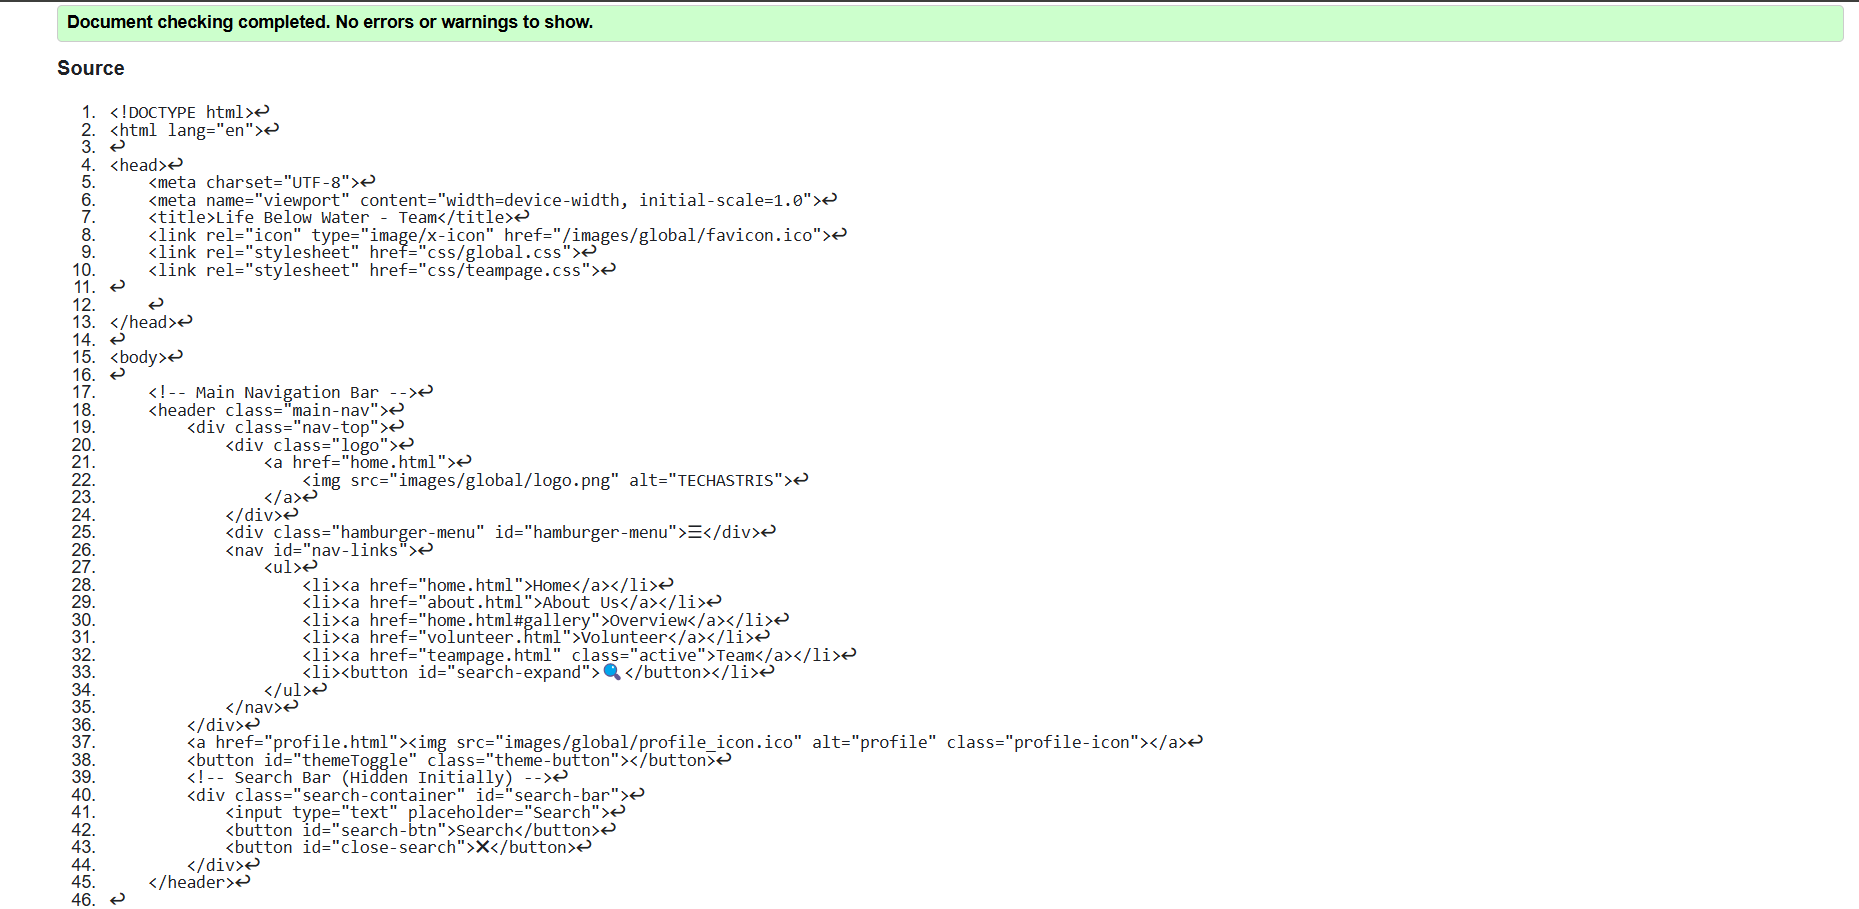 Document checking completed. No errors or warnings to show.
Source
1. <!DOCTYPE html>↩
2. <html lang="en">↩
3. ↩
4. <head>↩
5.     <meta charset="UTF-8">↩
6.     <meta name="viewport" content="width=device-width, initial-scale=1.0">↩
7.     <title>Life Below Water - Team</title>↩
8.     <link rel="icon" type="image/x-icon" href="/images/global/favicon.ico">↩
9.     <link rel="stylesheet" href="css/global.css">↩
10.     <link rel="stylesheet" href="css/teampage.css">↩
11. ↩
12.     ↩
13. </head>↩
14. ↩
15. <body>↩
16. ↩
17.     <!-- Main Navigation Bar -->↩
18.     <header class="main-nav">↩
19.         <div class="nav-top">↩
20.             <div class="logo">↩
21.                 <a href="home.html">↩
22.                     <img src="images/global/logo.png" alt="TECHASTRIS">↩
23.                 </a>↩
24.             </div>↩
25.             <div class="hamburger-menu" id="hamburger-menu">☰</div>↩
26.             <nav id="nav-links">↩
27.                 <ul>↩
28.                     <li><a href="home.html">Home</a></li>↩
29.                     <li><a href="about.html">About Us</a></li>↩
30.                     <li><a href="home.html#gallery">Overview</a></li>↩
31.                     <li><a href="volunteer.html">Volunteer</a></li>↩
32.                     <li><a href="teampage.html" class="active">Team</a></li>↩
33.                     <li><button id="search-expand">🔍</button></li>↩
34.                 </ul>↩
35.             </nav>↩
36.         </div>↩
37.         <a href="profile.html"><img src="images/global/profile_icon.ico" alt="profile" class="profile-icon"></a>↩
38.         <button id="themeToggle" class="theme-button"></button>↩
39.         <!-- Search Bar (Hidden Initially) -->↩
40.         <div class="search-container" id="search-bar">↩
41.             <input type="text" placeholder="Search">↩
42.             <button id="search-btn">Search</button>↩
43.             <button id="close-search">❌</button>↩
44.         </div>↩
45.     </header>↩
46. ↩